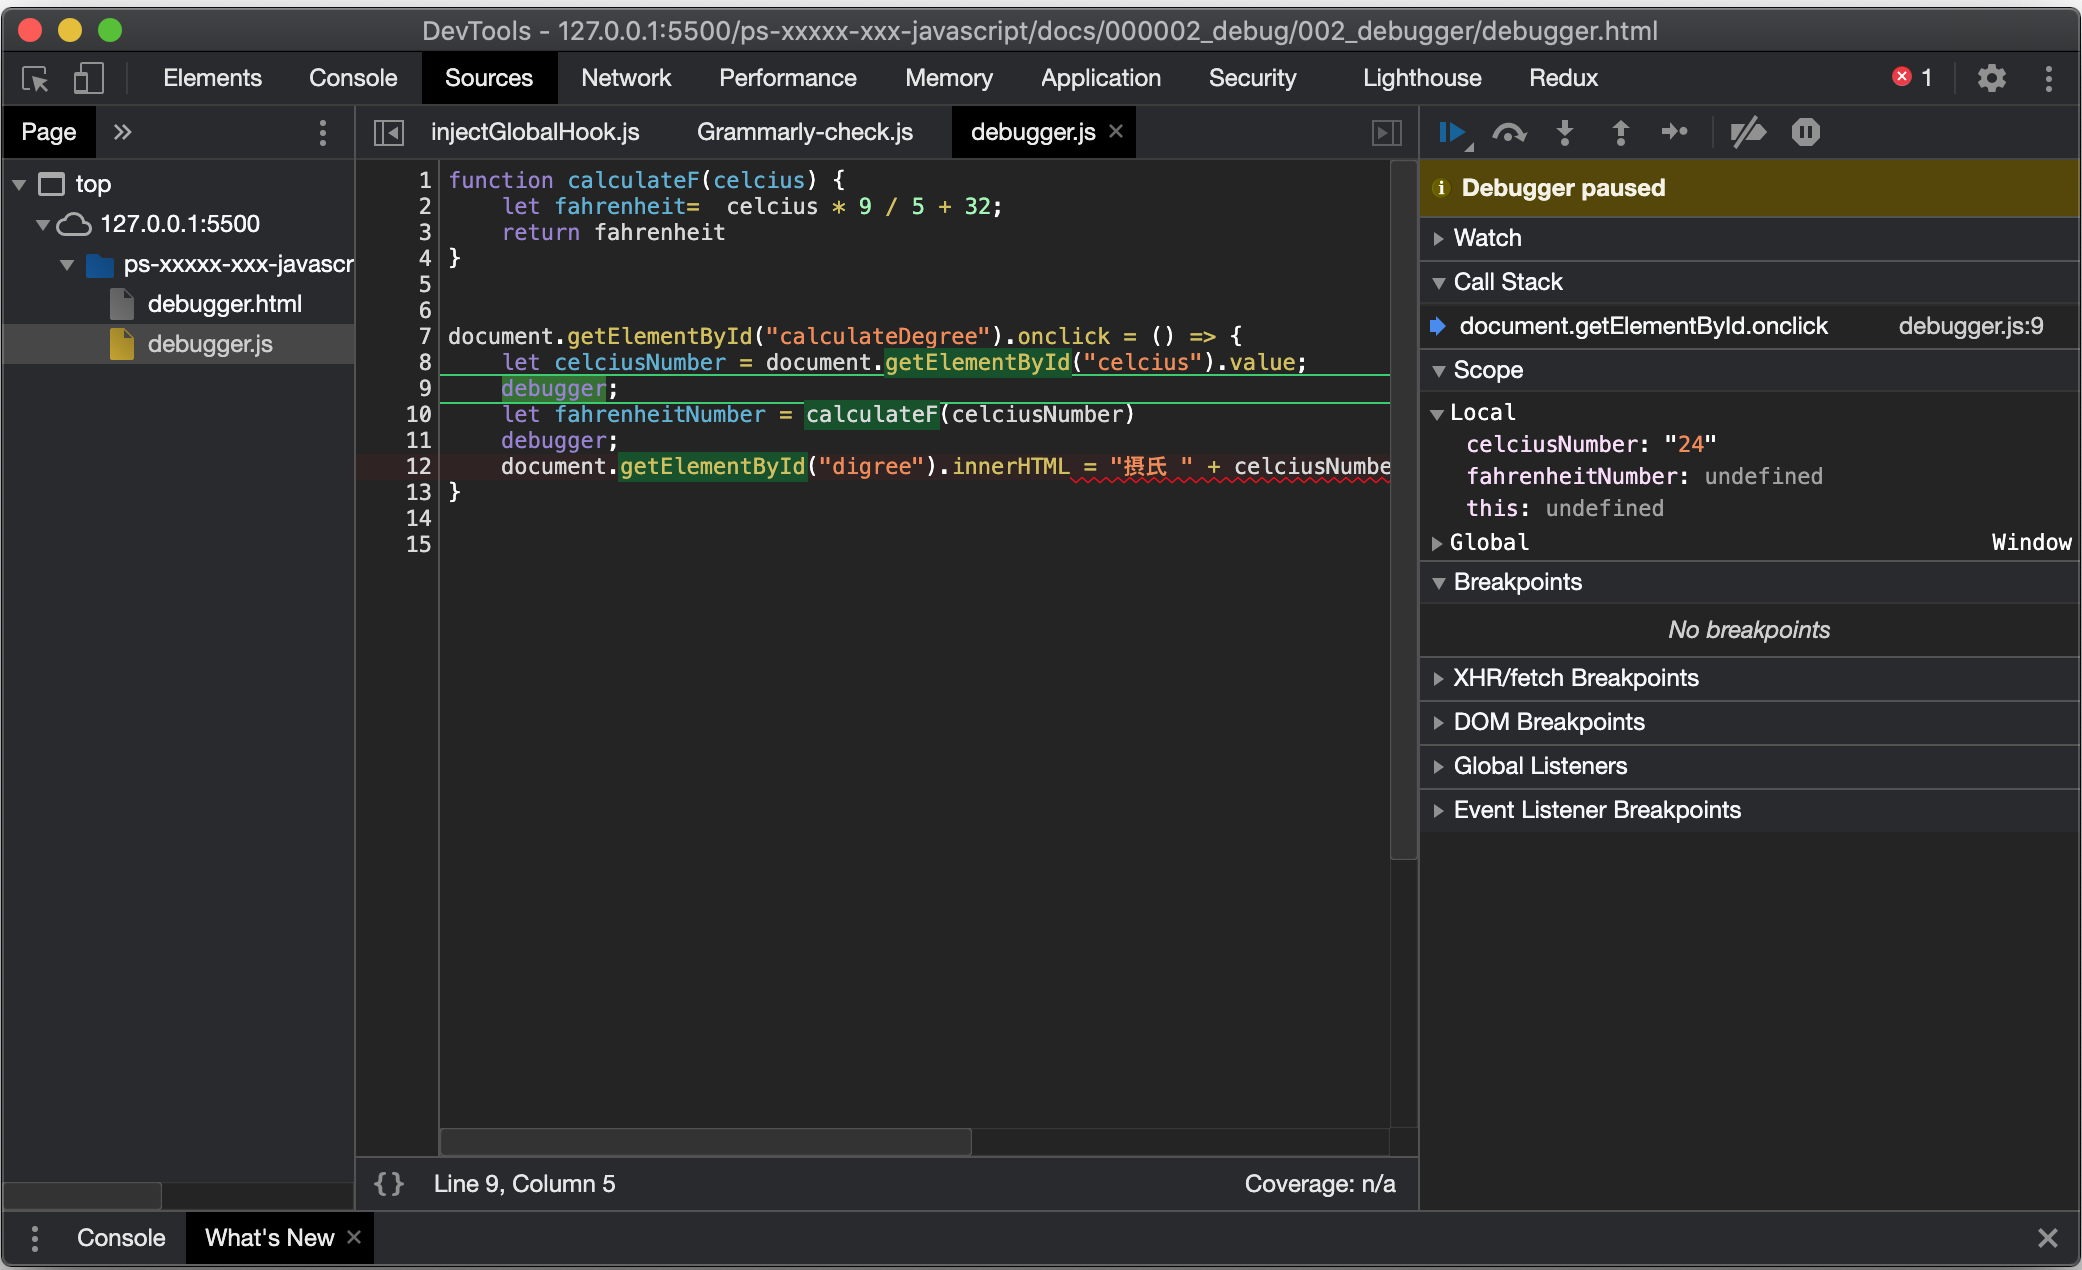 DevTools - 127.0.0.1:5500/ps-xxxxx-xxx-javascript/docs/000002_debug/002_debugger/debugger.html
Elements Console Sources Network Performance Memory Application Security Lighthouse Redux 1
Page
injectGlobalHook.js Grammarly-check.js debugger.js
top
127.0.0.1:5500
ps-xxxxx-xxx-javascr
debugger.html
debugger.js
1 function calculateF(celcius) {
2 let fahrenheit=  celcius * 9 / 5 + 32;
3 return fahrenheit
4 }
5
6
7 document.getElementById("calculateDegree").onclick = () => {
8 let celciusNumber = document.getElementById("celcius").value;
9 debugger;
10 let fahrenheitNumber = calculateF(celciusNumber)
11 debugger;
12 document.getElementById("digree").innerHTML = "摂氏 " + celciusNumbe
13 }
14
15
{} Line 9, Column 5 Coverage: n/a
Debugger paused
Watch
Call Stack
document.getElementById.onclick debugger.js:9
Scope
Local
celciusNumber: "24"
fahrenheitNumber: undefined
this: undefined
Global Window
Breakpoints
No breakpoints
XHR/fetch Breakpoints
DOM Breakpoints
Global Listeners
Event Listener Breakpoints
Console What's New